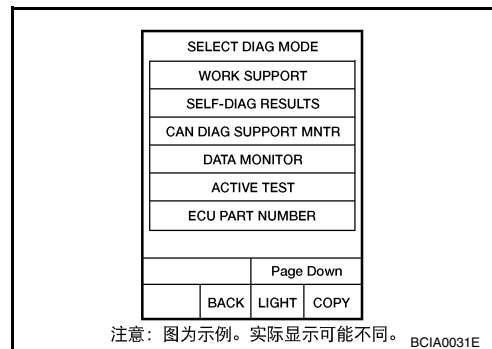 SELECT DIAG MODE
WORK SUPPORT
SELF-DIAG RESULTS
CAN DIAG SUPPORT MNTR
DATA MONITOR
ACTIVE TEST
ECU PART NUMBER
Page Down
BACK LIGHT COPY
注意：图为示例。实际显示可能不同。 BCIA0031E